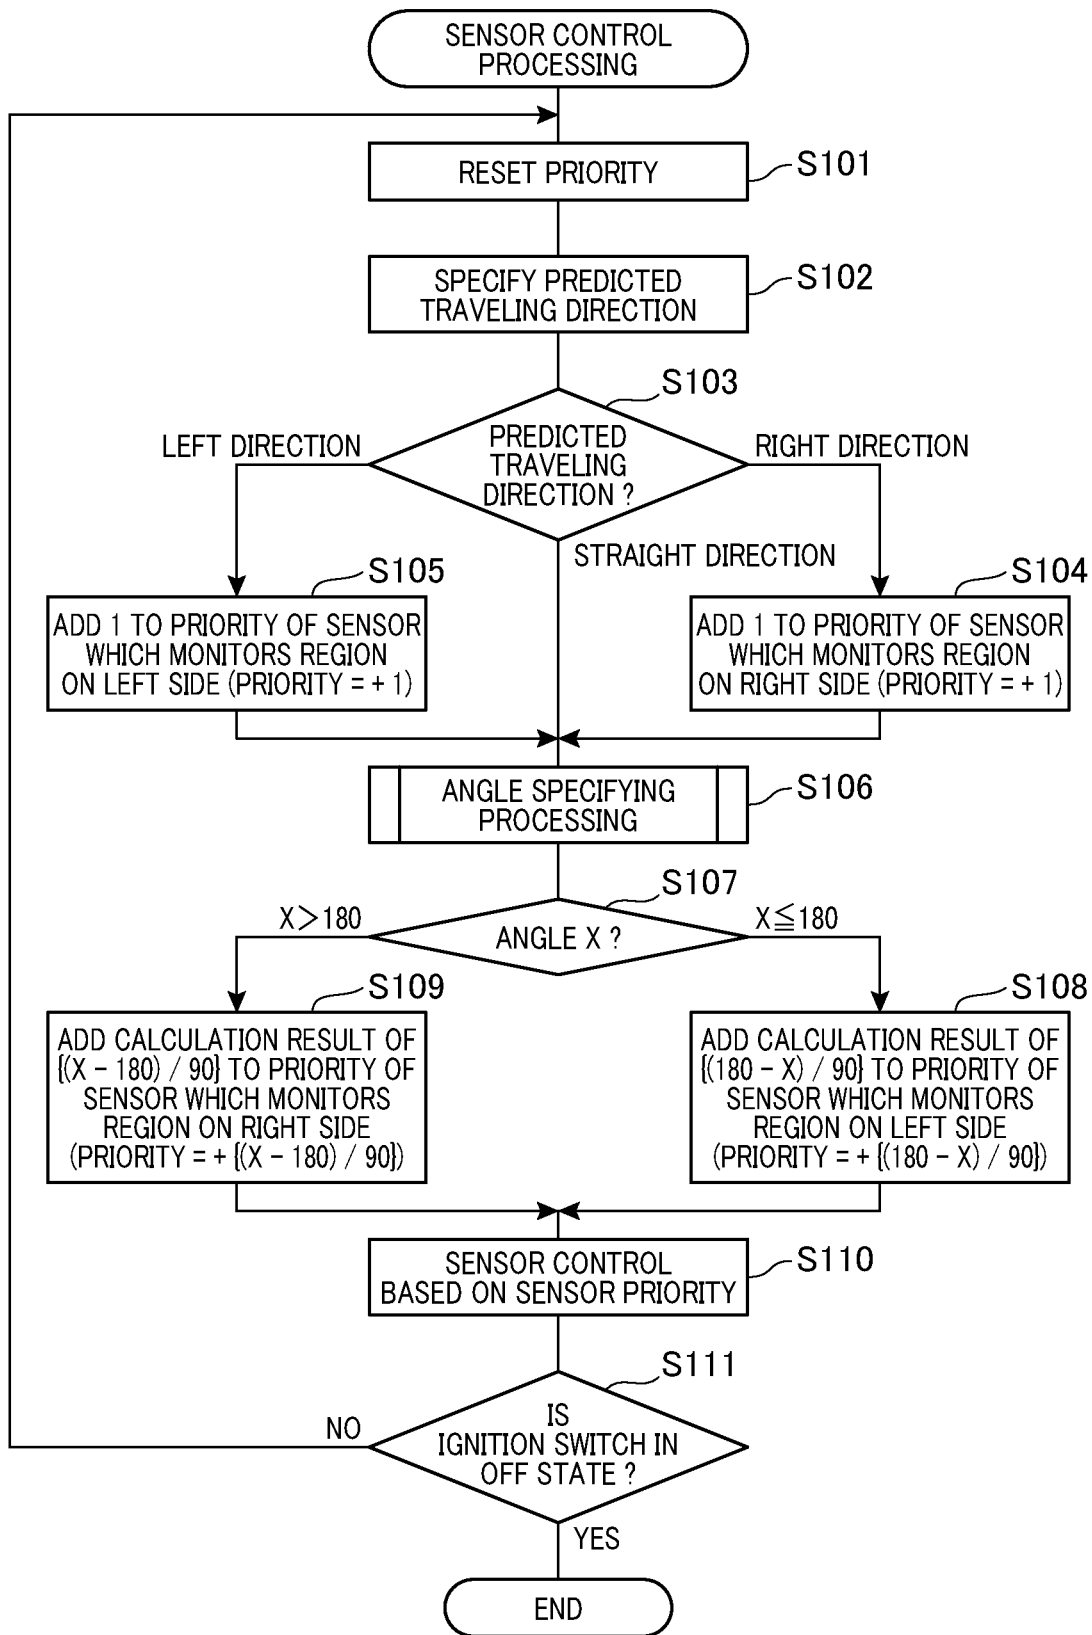 SENSOR CONTROL
PROCESSING
RESET PRIORITY
S101
SPECIFY PREDICTED
TRAVELING DIRECTION
S102
S103
PREDICTED
TRAVELING
DIRECTION ?
LEFT DIRECTION
RIGHT DIRECTION
STRAIGHT DIRECTION
S105
ADD 1 TO PRIORITY OF SENSOR
WHICH MONITORS REGION
ON LEFT SIDE (PRIORITY = + 1)
S104
ADD 1 TO PRIORITY OF SENSOR
WHICH MONITORS REGION
ON RIGHT SIDE (PRIORITY = + 1)
ANGLE SPECIFYING
PROCESSING
S106
S107
X>180
ANGLE X ?
X≦180
S109
ADD CALCULATION RESULT OF
{(X − 180) / 90} TO PRIORITY OF
SENSOR WHICH MONITORS
REGION ON RIGHT SIDE
(PRIORITY = + {(X − 180) / 90})
S108
ADD CALCULATION RESULT OF
{(180 − X) / 90} TO PRIORITY OF
SENSOR WHICH MONITORS
REGION ON LEFT SIDE
(PRIORITY = + {(180 − X) / 90})
SENSOR CONTROL
BASED ON SENSOR PRIORITY
S110
S111
IS
IGNITION SWITCH IN
OFF STATE ?
NO
YES
END